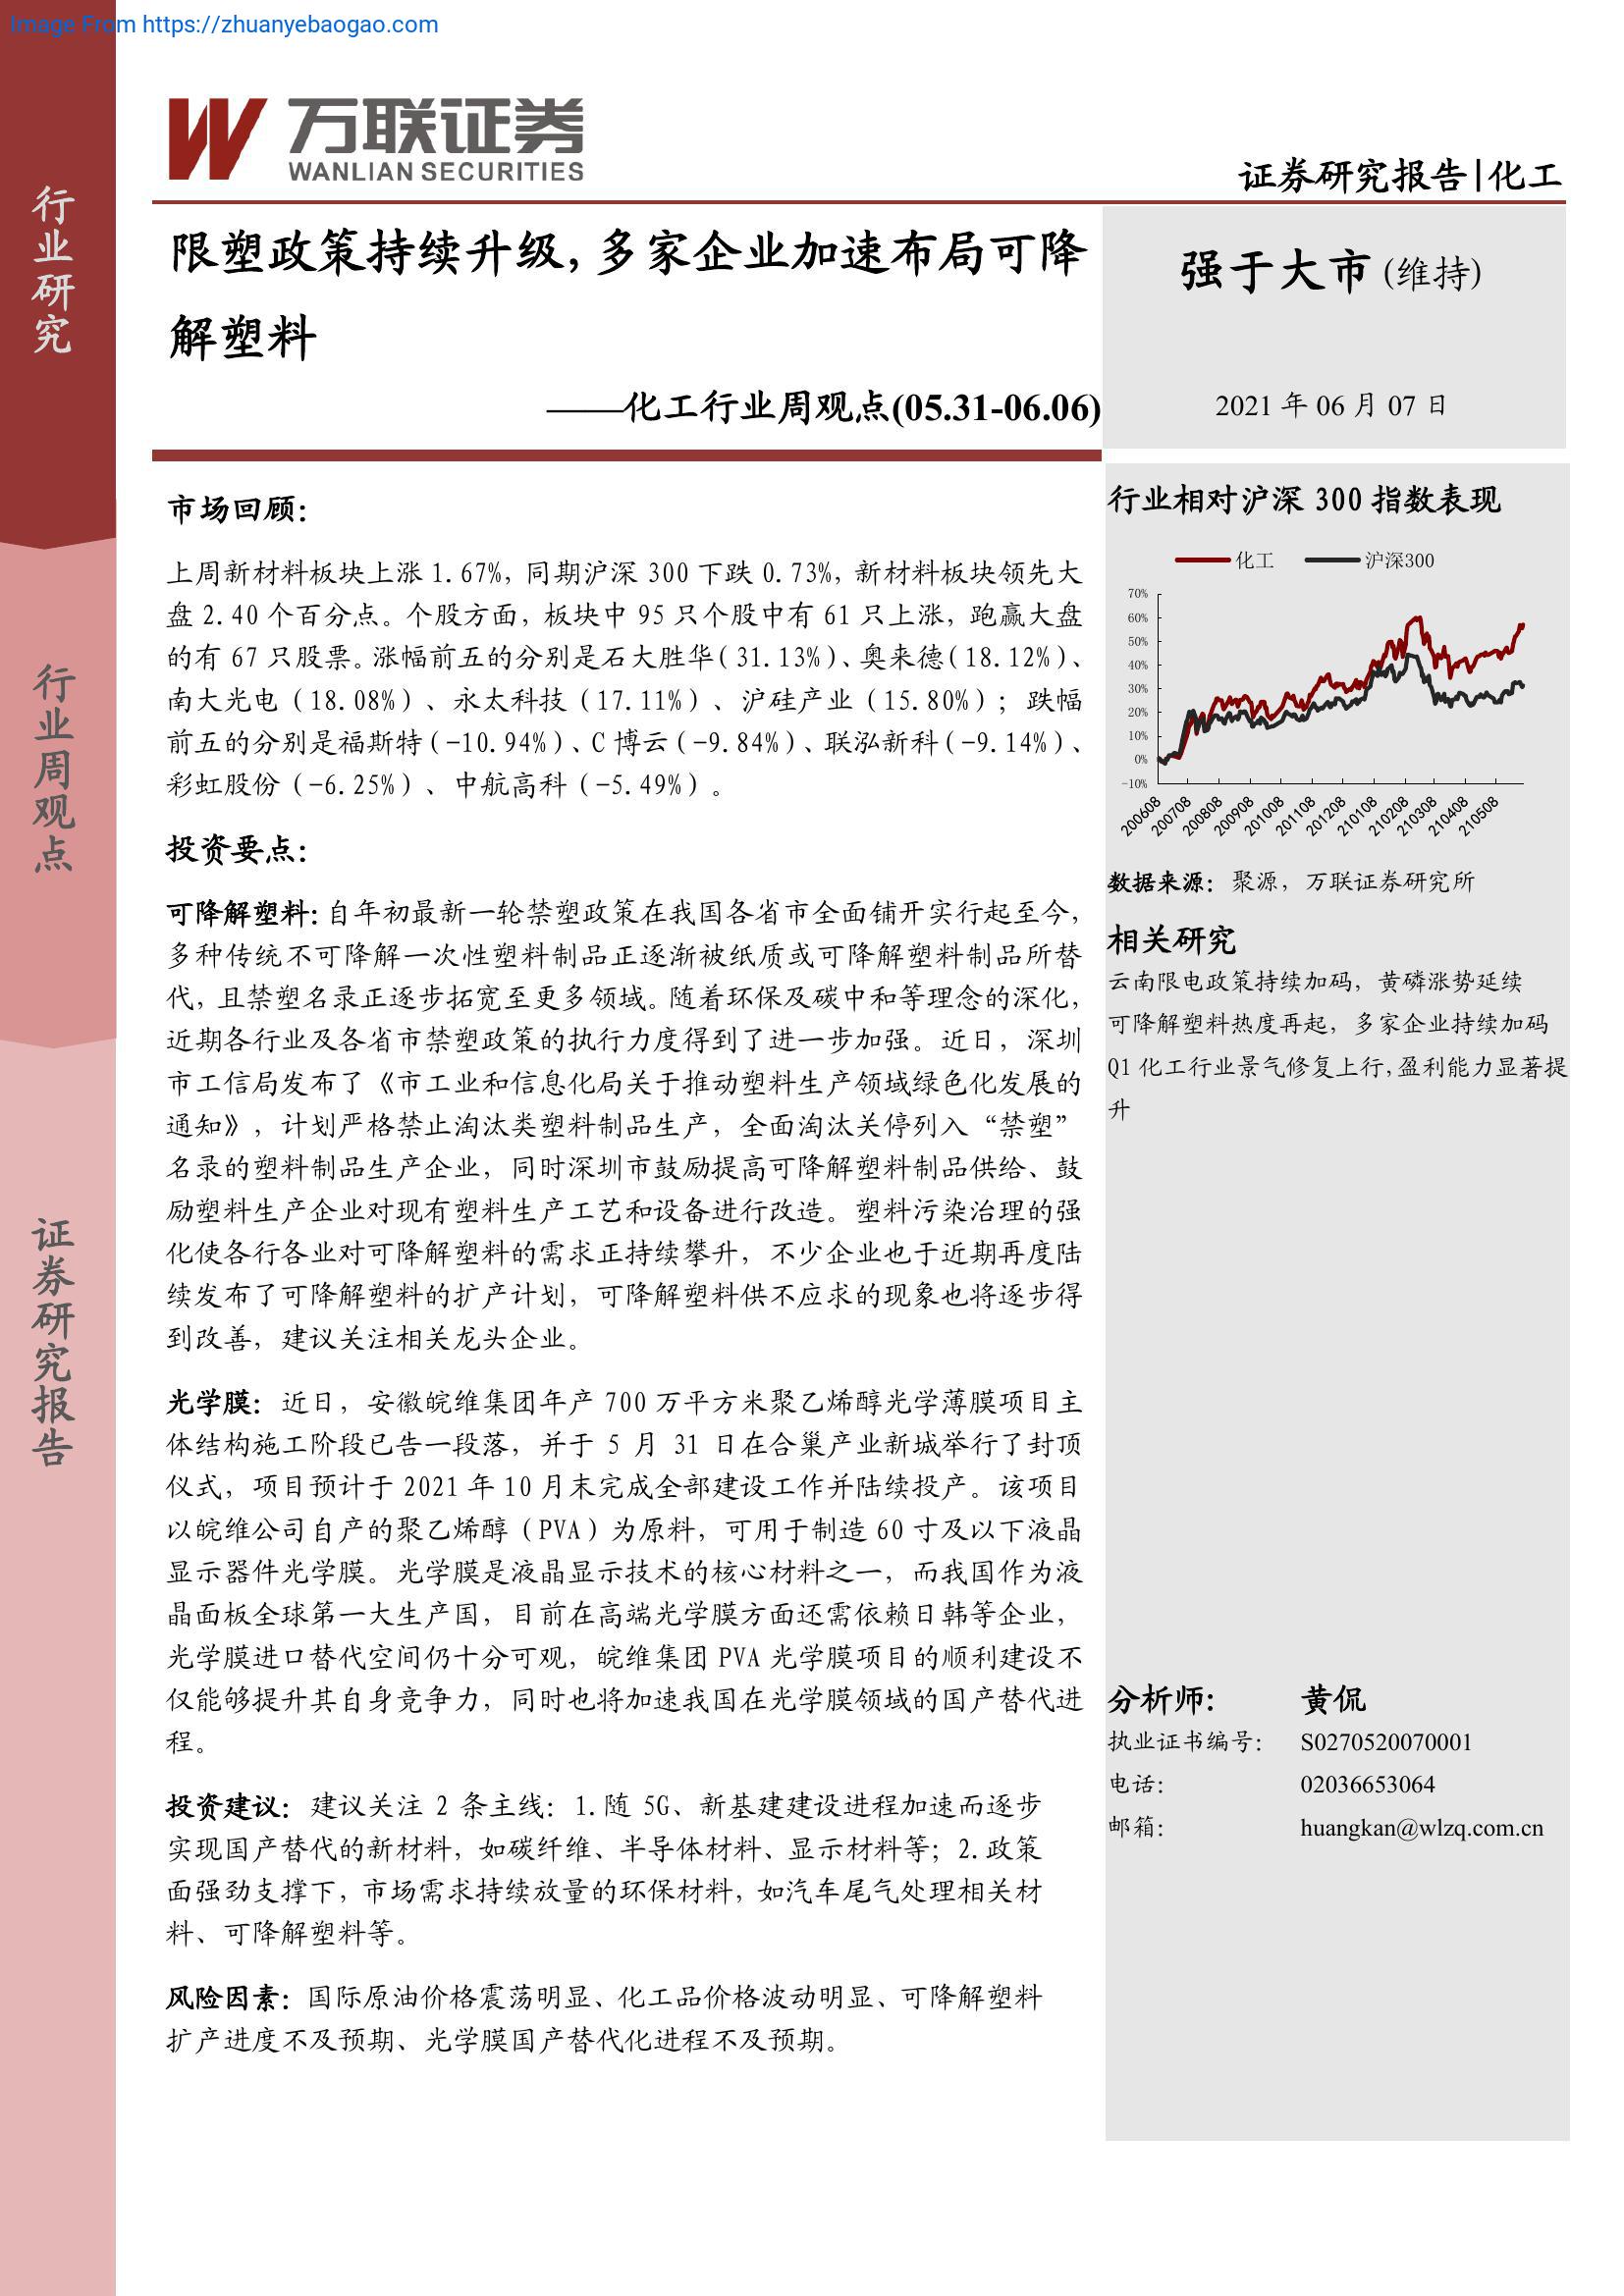 Image From https://zhuanyebaogao.com
万联证券
WANLIAN SECURITIES
证券研究报告|化工
行业研究
行业周观点
证券研究报告
限塑政策持续升级，多家企业加速布局可降
解塑料
——化工行业周观点(05.31-06.06)
强于大市(维持)
2021 年 06 月 07 日
市场回顾：
上周新材料板块上涨 1.67%，同期沪深 300 下跌 0.73%，新材料板块领先大
盘 2.40 个百分点。个股方面，板块中 95 只个股中有 61 只上涨，跑赢大盘
的有 67 只股票。涨幅前五的分别是石大胜华(31.13%)、奥来德(18.12%)、
南大光电（18.08%）、永太科技（17.11%）、沪硅产业（15.80%）；跌幅
前五的分别是福斯特(-10.94%)、C 博云(-9.84%)、联泓新科(-9.14%)、
彩虹股份（-6.25%）、中航高科（-5.49%）。
投资要点：
可降解塑料：自年初最新一轮禁塑政策在我国各省市全面铺开实行起至今，
多种传统不可降解一次性塑料制品正逐渐被纸质或可降解塑料制品所替
代，且禁塑名录正逐步拓宽至更多领域。随着环保及碳中和等理念的深化，
近期各行业及各省市禁塑政策的执行力度得到了进一步加强。近日，深圳
市工信局发布了《市工业和信息化局关于推动塑料生产领域绿色化发展的
通知》，计划严格禁止淘汰类塑料制品生产，全面淘汰关停列入“禁塑”
名录的塑料制品生产企业，同时深圳市鼓励提高可降解塑料制品供给、鼓
励塑料生产企业对现有塑料生产工艺和设备进行改造。塑料污染治理的强
化使各行各业对可降解塑料的需求正持续攀升，不少企业也于近期再度陆
续发布了可降解塑料的扩产计划，可降解塑料供不应求的现象也将逐步得
到改善，建议关注相关龙头企业。
光学膜：近日，安徽皖维集团年产 700 万平方米聚乙烯醇光学薄膜项目主
体结构施工阶段已告一段落，并于 5 月 31 日在合巢产业新城举行了封顶
仪式，项目预计于 2021 年 10 月末完成全部建设工作并陆续投产。该项目
以皖维公司自产的聚乙烯醇（PVA）为原料，可用于制造 60 寸及以下液晶
显示器件光学膜。光学膜是液晶显示技术的核心材料之一，而我国作为液
晶面板全球第一大生产国，目前在高端光学膜方面还需依赖日韩等企业，
光学膜进口替代空间仍十分可观，皖维集团 PVA 光学膜项目的顺利建设不
仅能够提升其自身竞争力，同时也将加速我国在光学膜领域的国产替代进
程。
投资建议：建议关注 2 条主线：1.随 5G、新基建建设进程加速而逐步
实现国产替代的新材料，如碳纤维、半导体材料、显示材料等；2.政策
面强劲支撑下，市场需求持续放量的环保材料，如汽车尾气处理相关材
料、可降解塑料等。
风险因素：国际原油价格震荡明显、化工品价格波动明显、可降解塑料
扩产进度不及预期、光学膜国产替代化进程不及预期。
行业相对沪深 300 指数表现
化工 沪深300
70%
60%
50%
40%
30%
20%
10%
0%
-10%
200608 200708 200808 200908 201008 201108 201208 210108 210208 210308 210408 210508
数据来源：聚源，万联证券研究所
相关研究
云南限电政策持续加码，黄磷涨势延续
可降解塑料热度再起，多家企业持续加码
Q1 化工行业景气修复上行，盈利能力显著提
升
分析师： 黄侃
执业证书编号： S0270520070001
电话： 02036653064
邮箱： huangkan@wlzq.com.cn